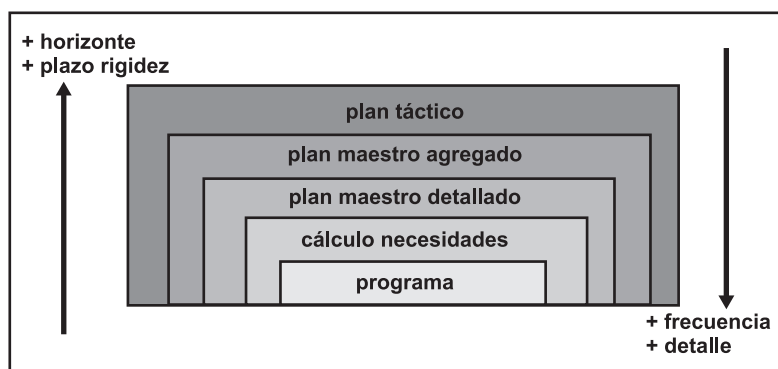 + horizonte
+ plazo rigidez
plan táctico
plan maestro agregado
plan maestro detallado
cálculo necesidades
programa
+ frecuencia
+ detalle